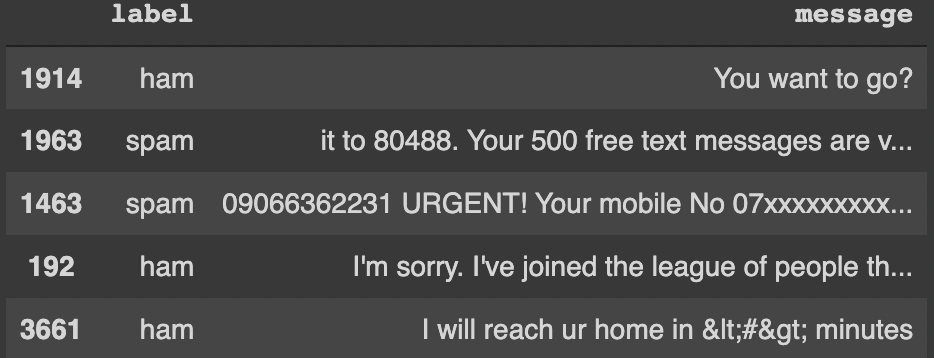 label message
1914 ham You want to go?
1963 spam it to 80488. Your 500 free text messages are v...
1463 spam 09066362231 URGENT! Your mobile No 07xxxxxxxxx...
192 ham I'm sorry. I've joined the league of people th...
3661 ham I will reach ur home in &lt;#&gt; minutes